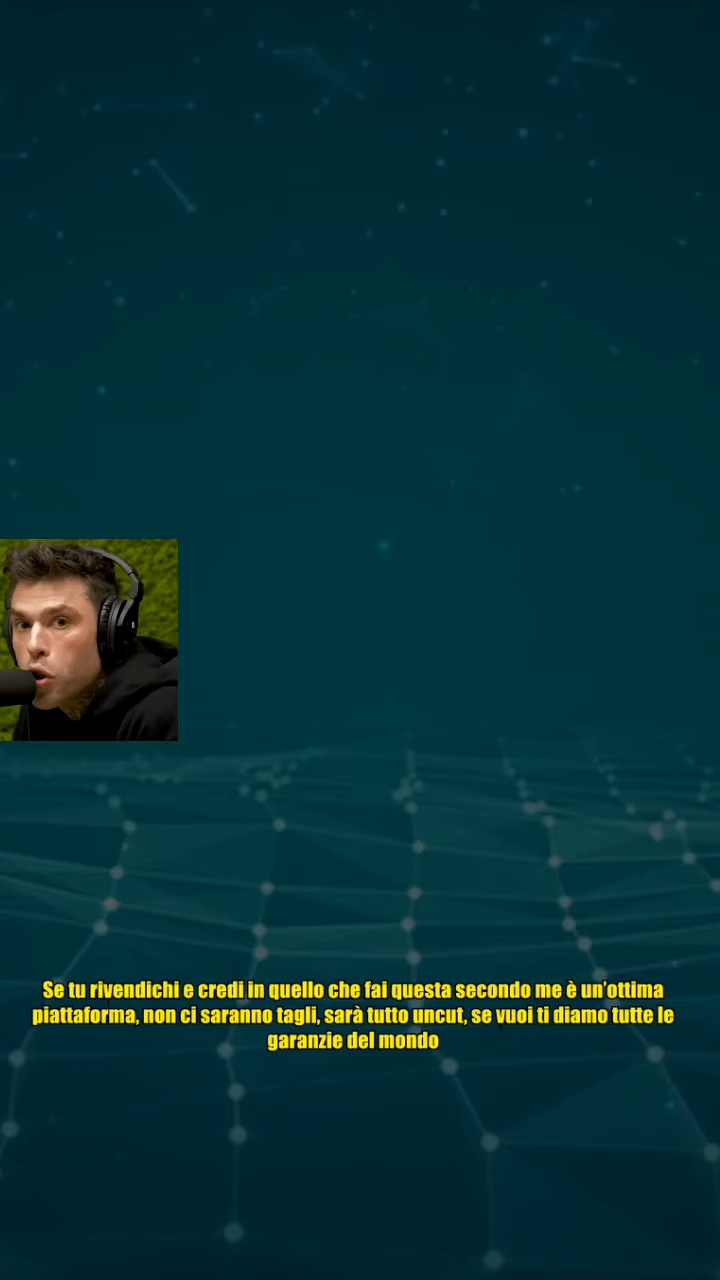 Se tu rivendichi e credi in quello che fai questa secondo me è un'ottima
piattaforma, non ci saranno tagli, sarà tutto uncut, se vuoi ti diamo tutte le
garanzie del mondo